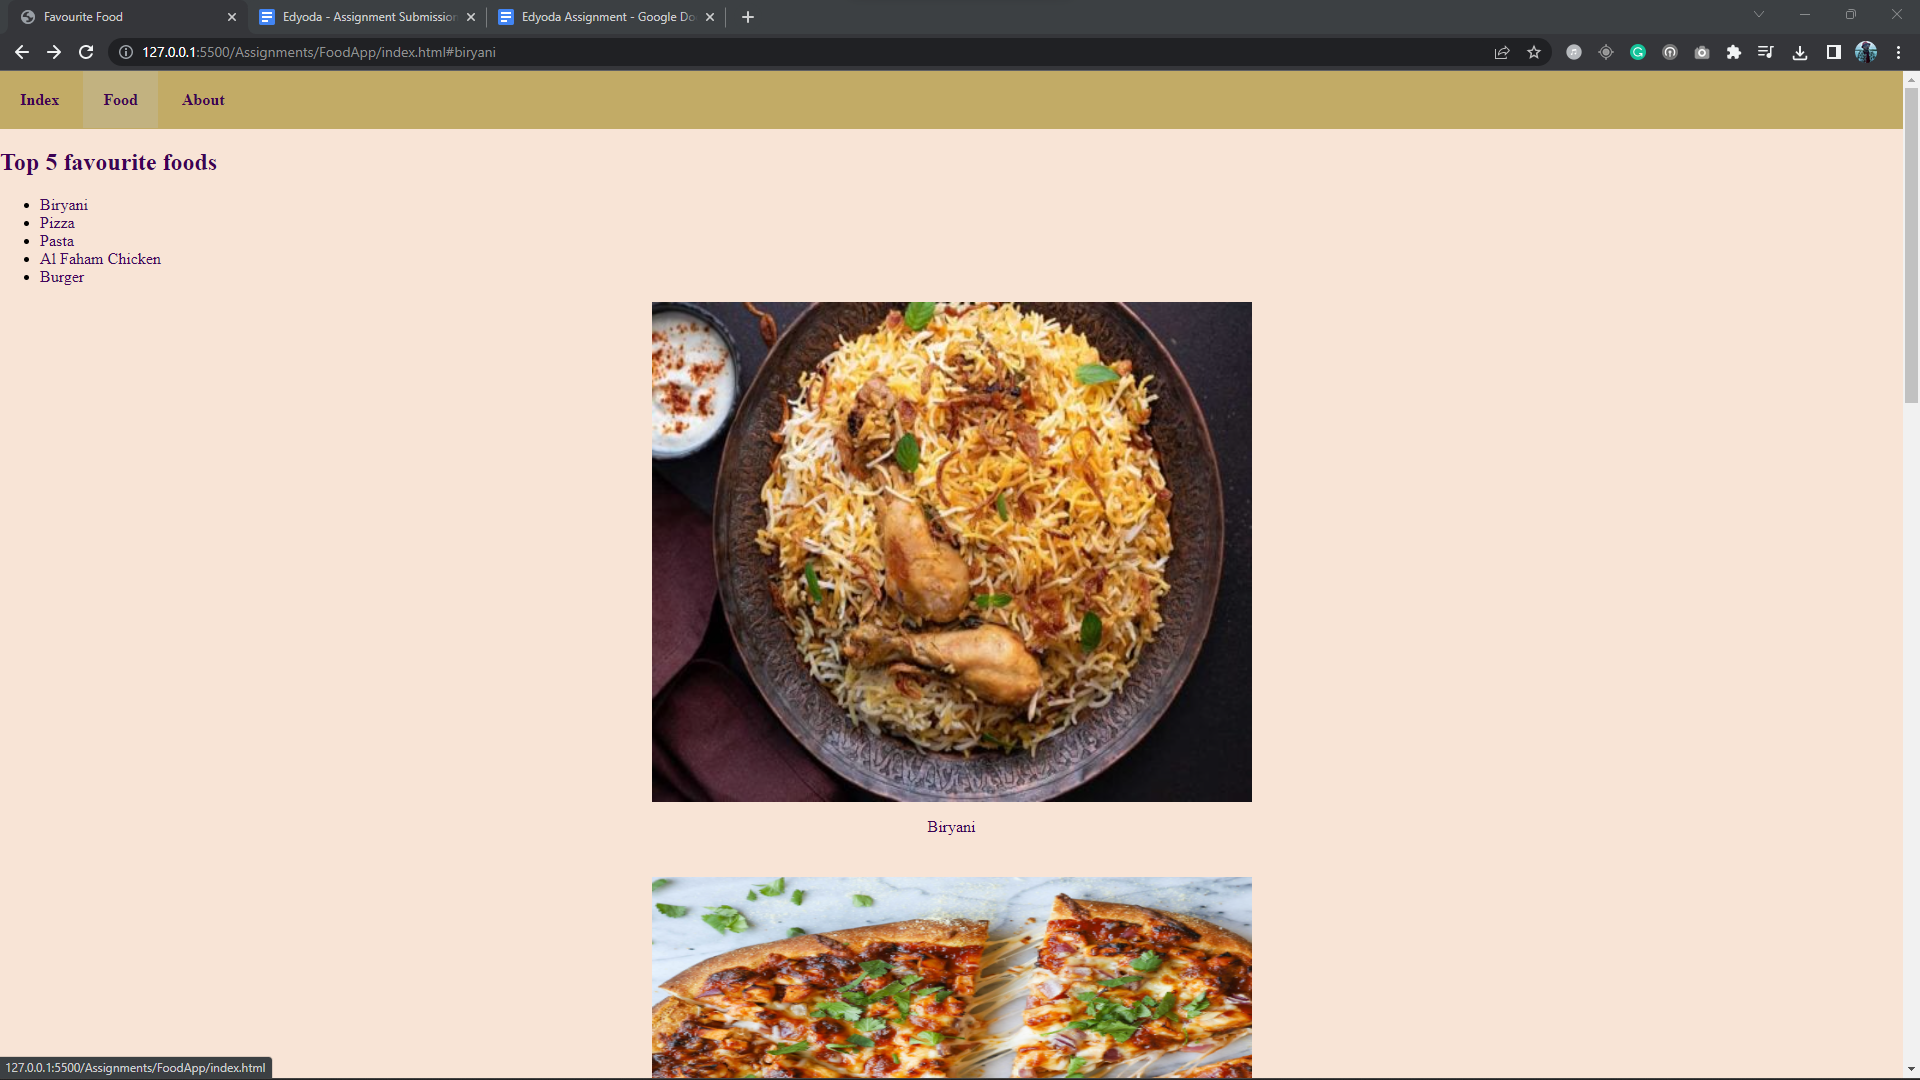 Favourite Food
Edyoda - Assignment Submission
Edyoda Assignment - Google Do
127.0.0.1:5500/Assignments/FoodApp/index.html#biryani
Index Food About
Top 5 favourite foods
Biryani
Pizza
Pasta
Al Faham Chicken
Burger
Biryani
127.0.0.1:5500/Assignments/FoodApp/index.html